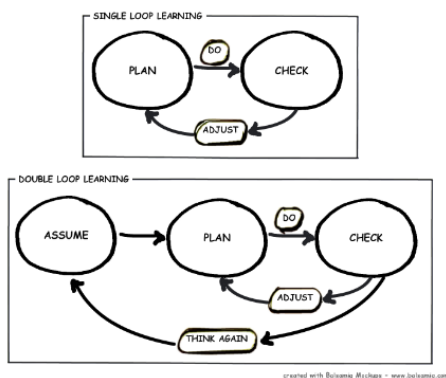 SINGLE LOOP LEARNING
DO
PLAN
CHECK
ADJUST
DOUBLE LOOP LEARNING
DO
ASSUME
PLAN
CHECK
ADJUST
THINK AGAIN
created with Balsamiq Mockups - www.balsamiq.com